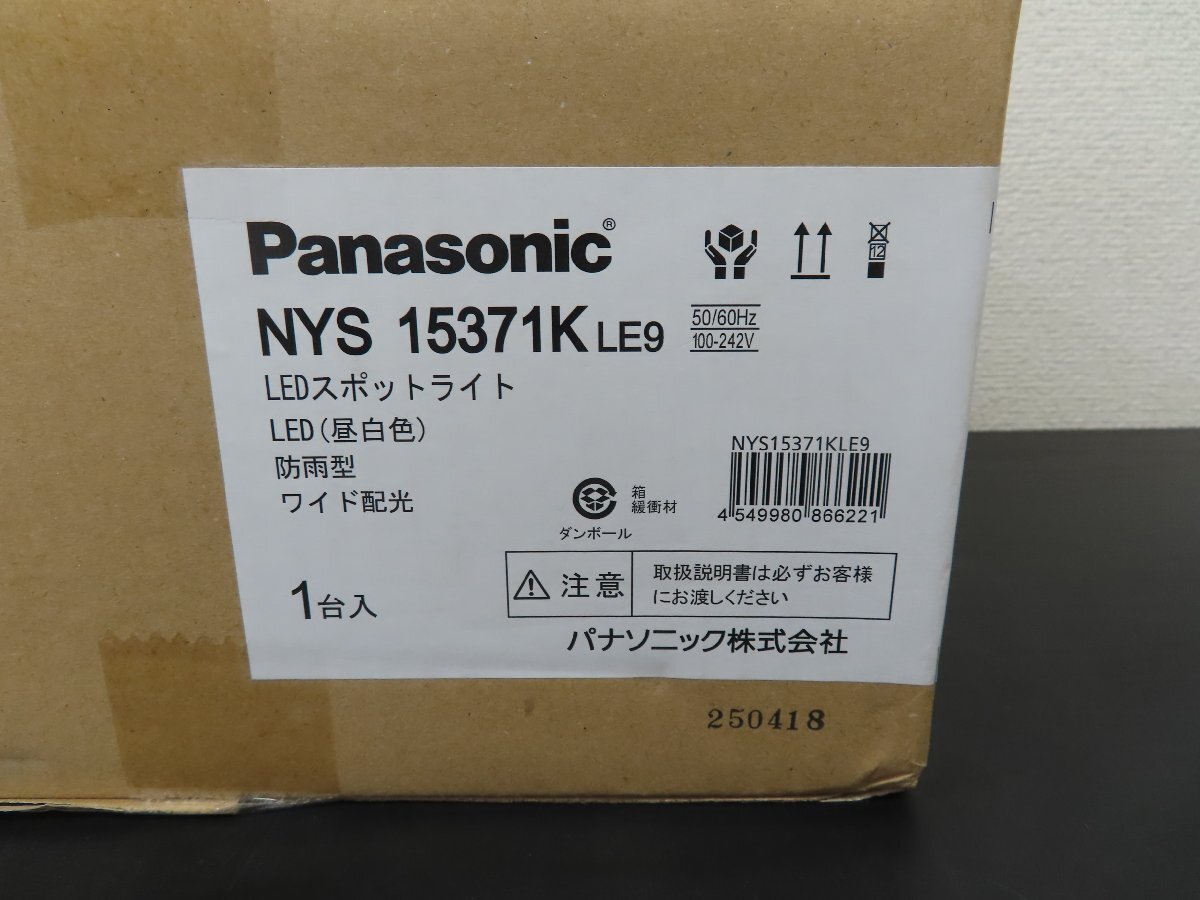 Panasonic®
12
NYS 15371K LE9
50/60Hz
100-242V
LEDスポットライト
LED(昼白色)
防雨型
ワイド配光
NYS15371KLE9
4 549980 866221
箱
緩衝材
ダンボール
1台入
注意
取扱説明書は必ずお客様
にお渡しください
パナソニック株式会社
250418